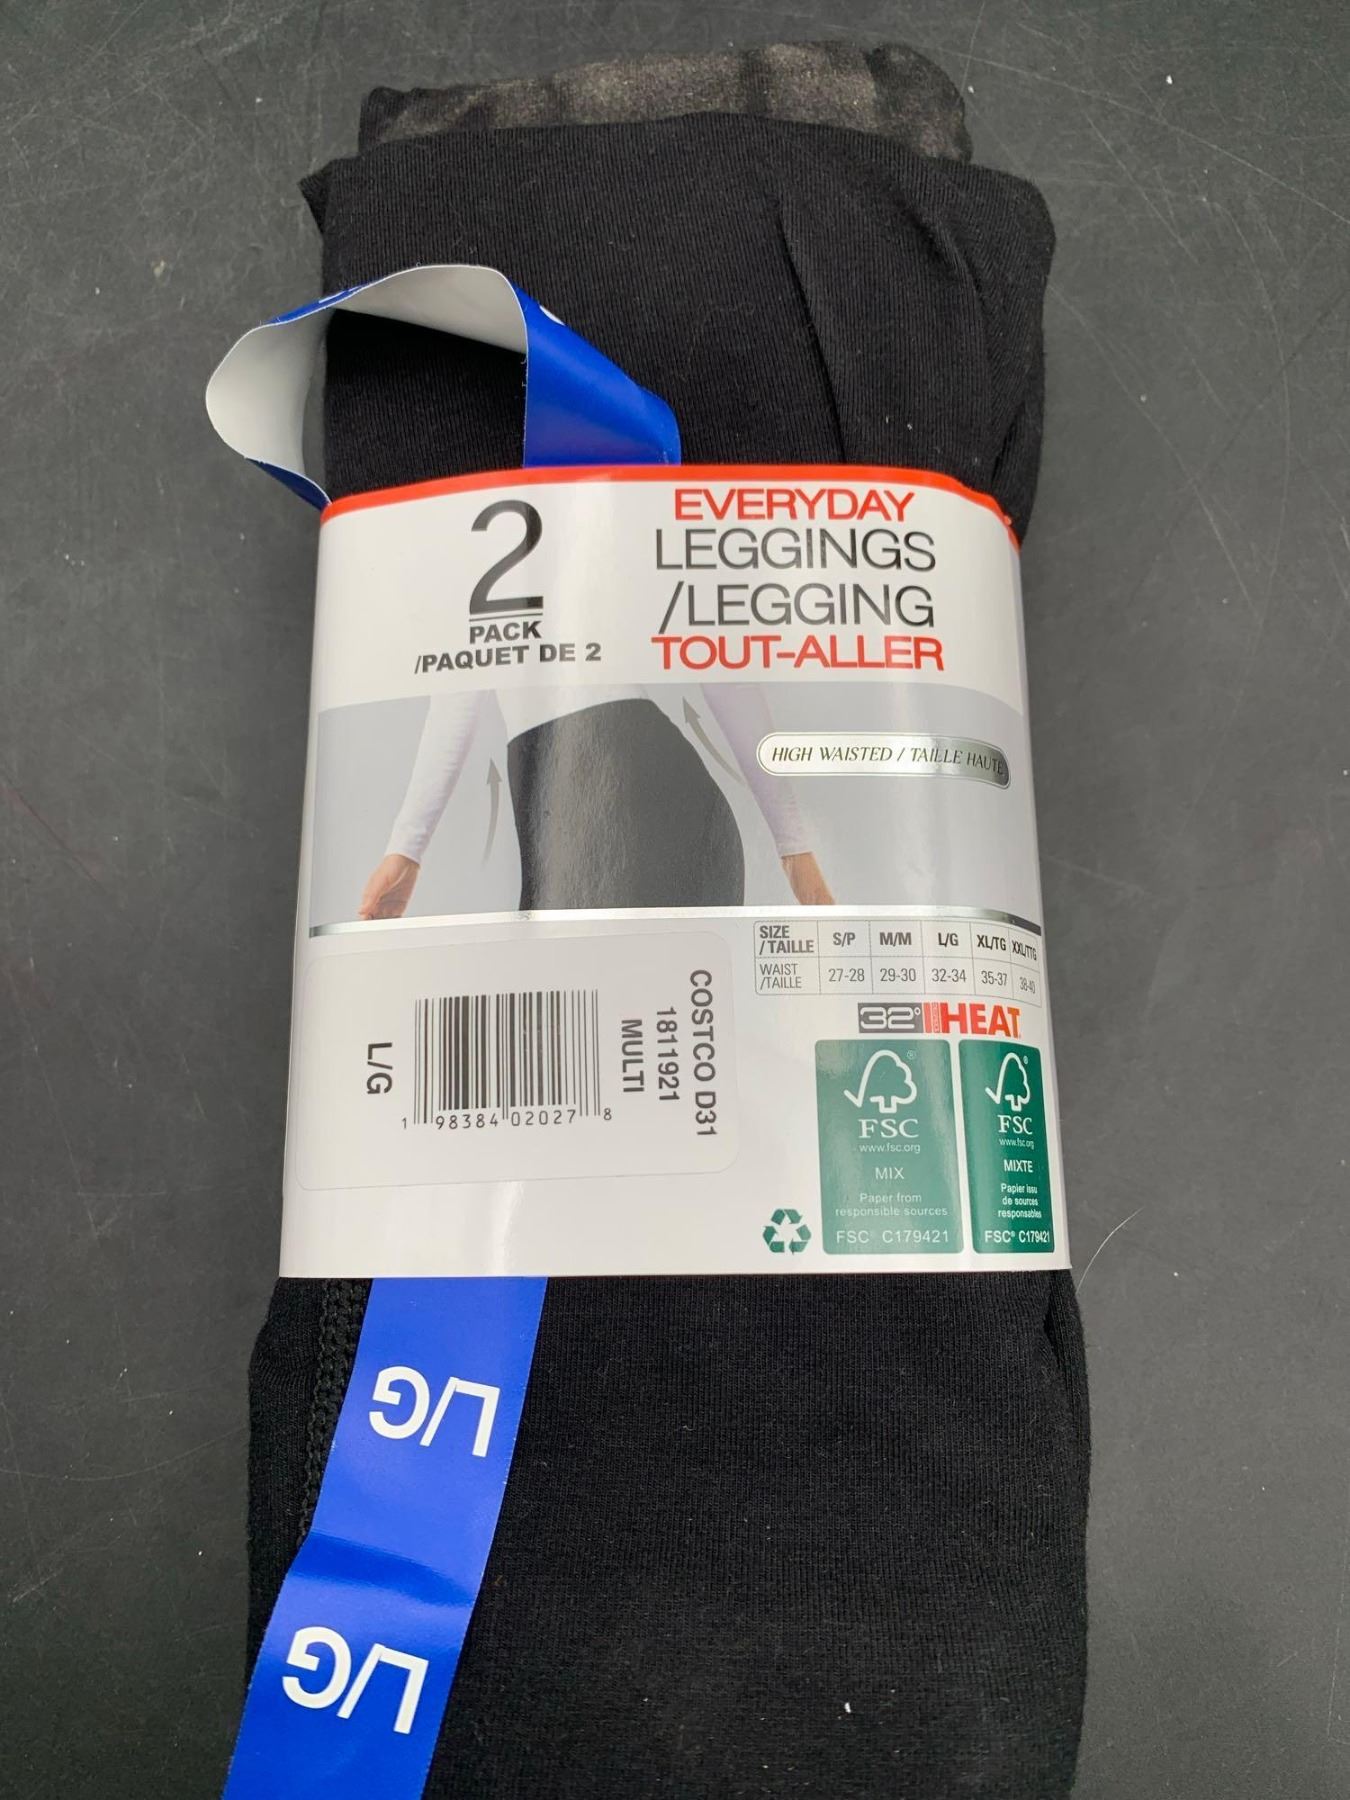 2
PACK
/PAQUET DE 2
EVERYDAY
LEGGINGS
/LEGGING
TOUT-ALLER
HIGH WAISTED / TAILLE HAUTE
SIZE
/TAILLE S/P M/M L/G XL/TG XXL/TTG
WAIST
/TAILLE 27-28 29-30 32-34 35-37 38-40
32° HEAT
COSTCO D31
1811921
MULTI
1 98384 02027 8
L/G
FSC
www.fsc.org
MIX
Paper from
responsible sources
FSC® C179421
FSC
www.fsc.org
MIXTE
Papier issu
de sources
responsables
FSC® C179421
L/G
L/G